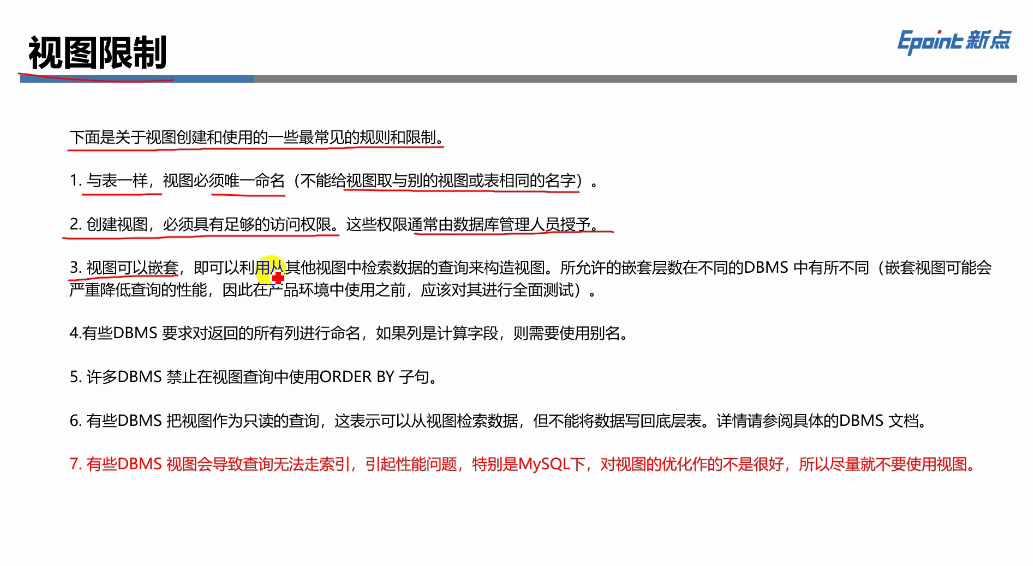 视图限制
Epoint 新点
下面是关于视图创建和使用的一些最常见的规则和限制。
1. 与表一样，视图必须唯一命名（不能给视图取与别的视图或表相同的名字）。
2. 创建视图，必须具有足够的访问权限。这些权限通常由数据库管理人员授予。
3. 视图可以嵌套，即可以利用从其他视图中检索数据的查询来构造视图。所允许的嵌套层数在不同的DBMS 中有所不同（嵌套视图可能会
严重降低查询的性能，因此在产品环境中使用之前，应该对其进行全面测试）。
4.有些DBMS 要求对返回的所有列进行命名，如果列是计算字段，则需要使用别名。
5. 许多DBMS 禁止在视图查询中使用ORDER BY 子句。
6. 有些DBMS 把视图作为只读的查询，这表示可以从视图检索数据，但不能将数据写回底层表。详情请参阅具体的DBMS 文档。
7. 有些DBMS 视图会导致查询无法走索引，引起性能问题，特别是MySQL下，对视图的优化作的不是很好，所以尽量就不要使用视图。